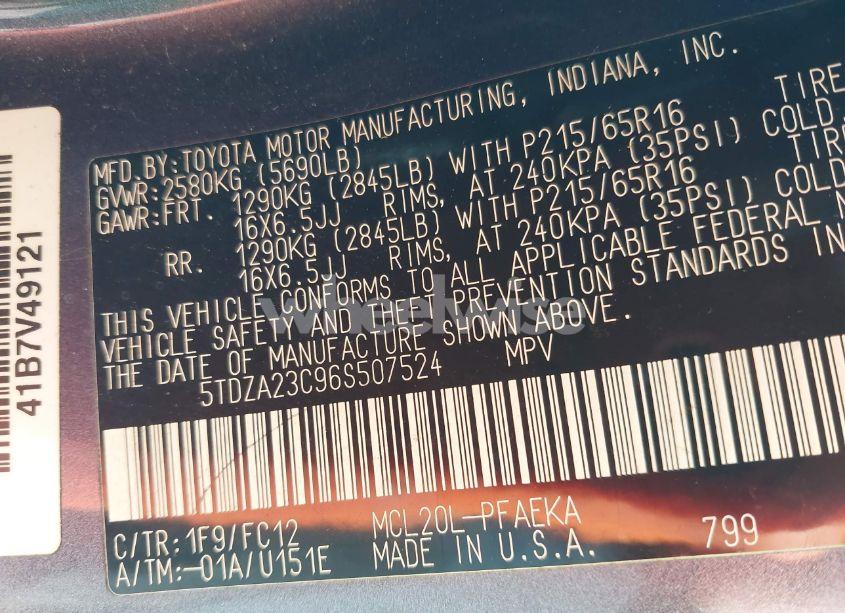 MFD.BY:TOYOTA MOTOR MANUFACTURING, INDIANA, INC.
GVWR:2580KG (5690LB)
GAWR:FRT. 1290KG (2845LB) WITH P215/65R16 TIRE
16X6.5JJ RIMS, AT 240KPA (35PSI) COLD.
RR. 1290KG (2845LB) WITH P215/65R16 TIRE
16X6.5JJ RIMS, AT 240KPA (35PSI) COLD.
THIS VEHICLE CONFORMS TO ALL APPLICABLE FEDERAL
VEHICLE SAFETY AND THEFT PREVENTION STANDARDS IN
THE DATE OF MANUFACTURE SHOWN ABOVE.
5TDZA23C96S507524 MPV
C/TR:1F9/FC12 MCL20L-PFAEKA 799
A/TM:-01A/U151E MADE IN U.S.A.
41B7V49121
wheelwise